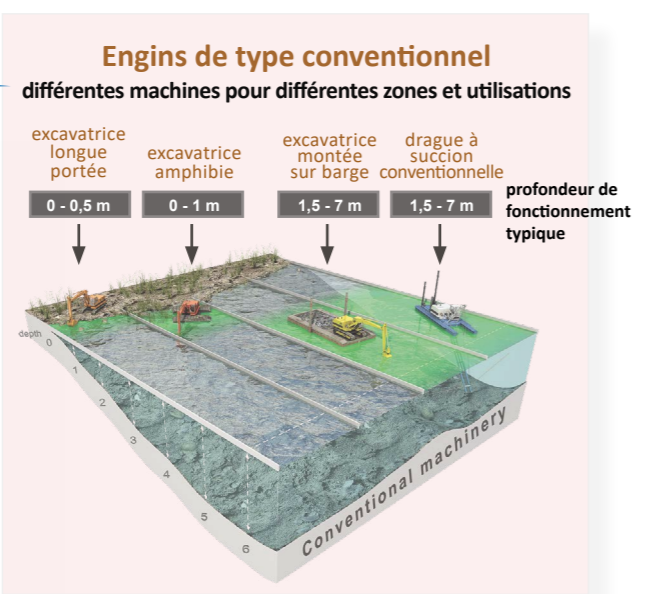 Engins de type conventionnel
différentes machines pour différentes zones et utilisations
excavatrice
longue
portée
excavatrice
amphibie
excavatrice
montée
sur barge
drague à
succion
conventionnelle
0 - 0,5 m
0 - 1 m
1,5 - 7 m
1,5 - 7 m
profondeur de
fonctionnement
typique
depth
0
1
2
3
4
5
6
Conventional machinery